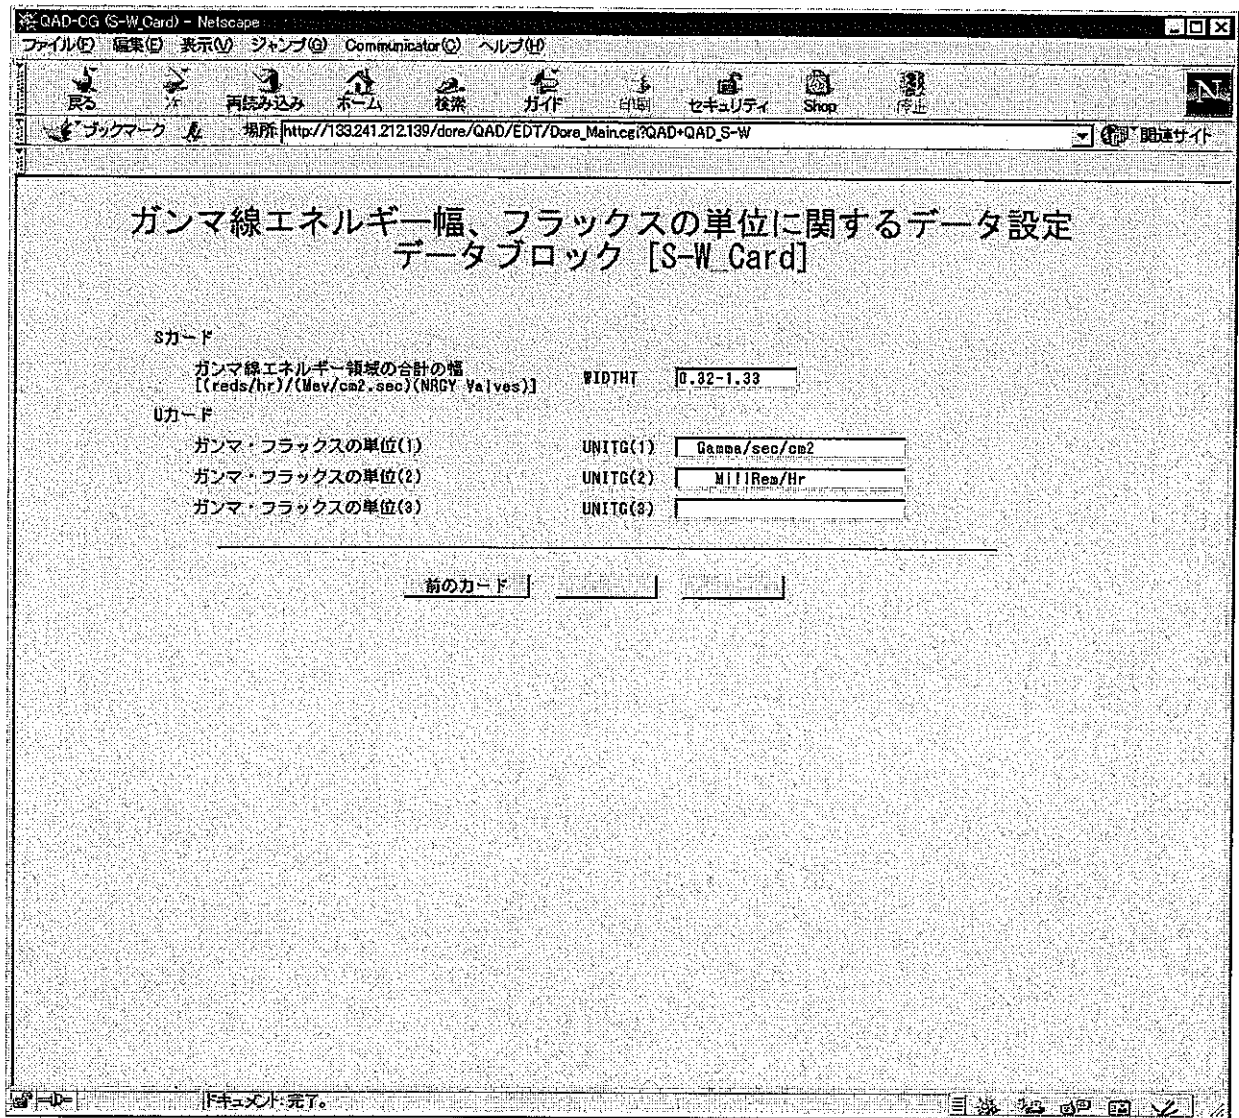 QAD-CG (S-W_Card) - Netscape
ファイル(F) 編集(E) 表示(V) ジャンプ(G) Communicator(C) ヘルプ(H)
戻る 次 再読み込み ホーム 検索 ガイド 印刷 セキュリティ Shop 停止
ブックマーク 場所: http://133.241.212.139/dore/QAD/EDT/Dore_Main.cgi?QAD+QAD_S-W 関連サイト
ガンマ線エネルギー幅、フラックスの単位に関するデータ設定
データブロック [S-W_Card]
Sカード
ガンマ線エネルギー領域の合計の幅
[(reds/hr)/(Mev/cm2.sec)(NRGY Valves)] WIDTHT 0.32-1.33
Uカード
ガンマ・フラックスの単位(1) UNITG(1) Gamma/sec/cm2
ガンマ・フラックスの単位(2) UNITG(2) MillRem/Hr
ガンマ・フラックスの単位(3) UNITG(3)
前のカード
ドキュメント: 完了。